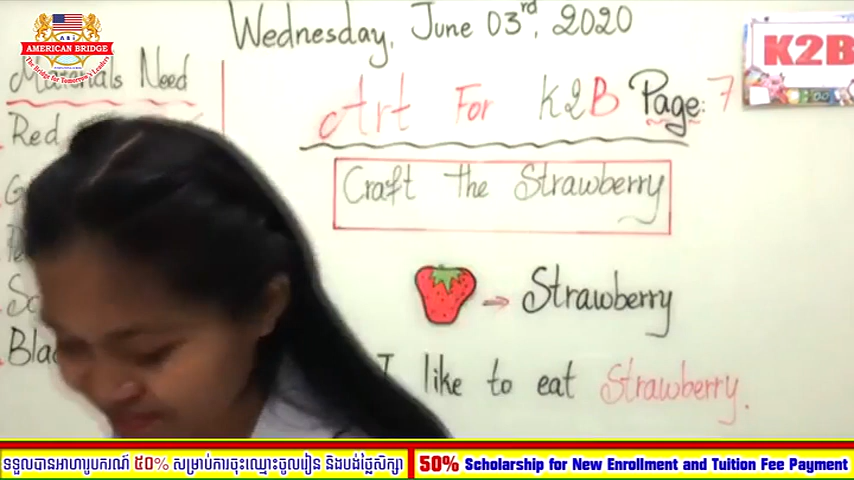 AMERICAN BRIDGE
The Bridge for Tomorrow's Leaders
Wednesday, June 03rd, 2020
K2B
Materials Need
Art For K2B Page: 7
Red
Craft the Strawberry
Strawberry
I like to eat Strawberry.
ទទួលបានអាហារូបករណ៍ ៥០% សម្រាប់ការចុះឈ្មោះចូលរៀន និងបង់ថ្លៃសិក្សា
50% Scholarship for New Enrollment and Tuition Fee Payment